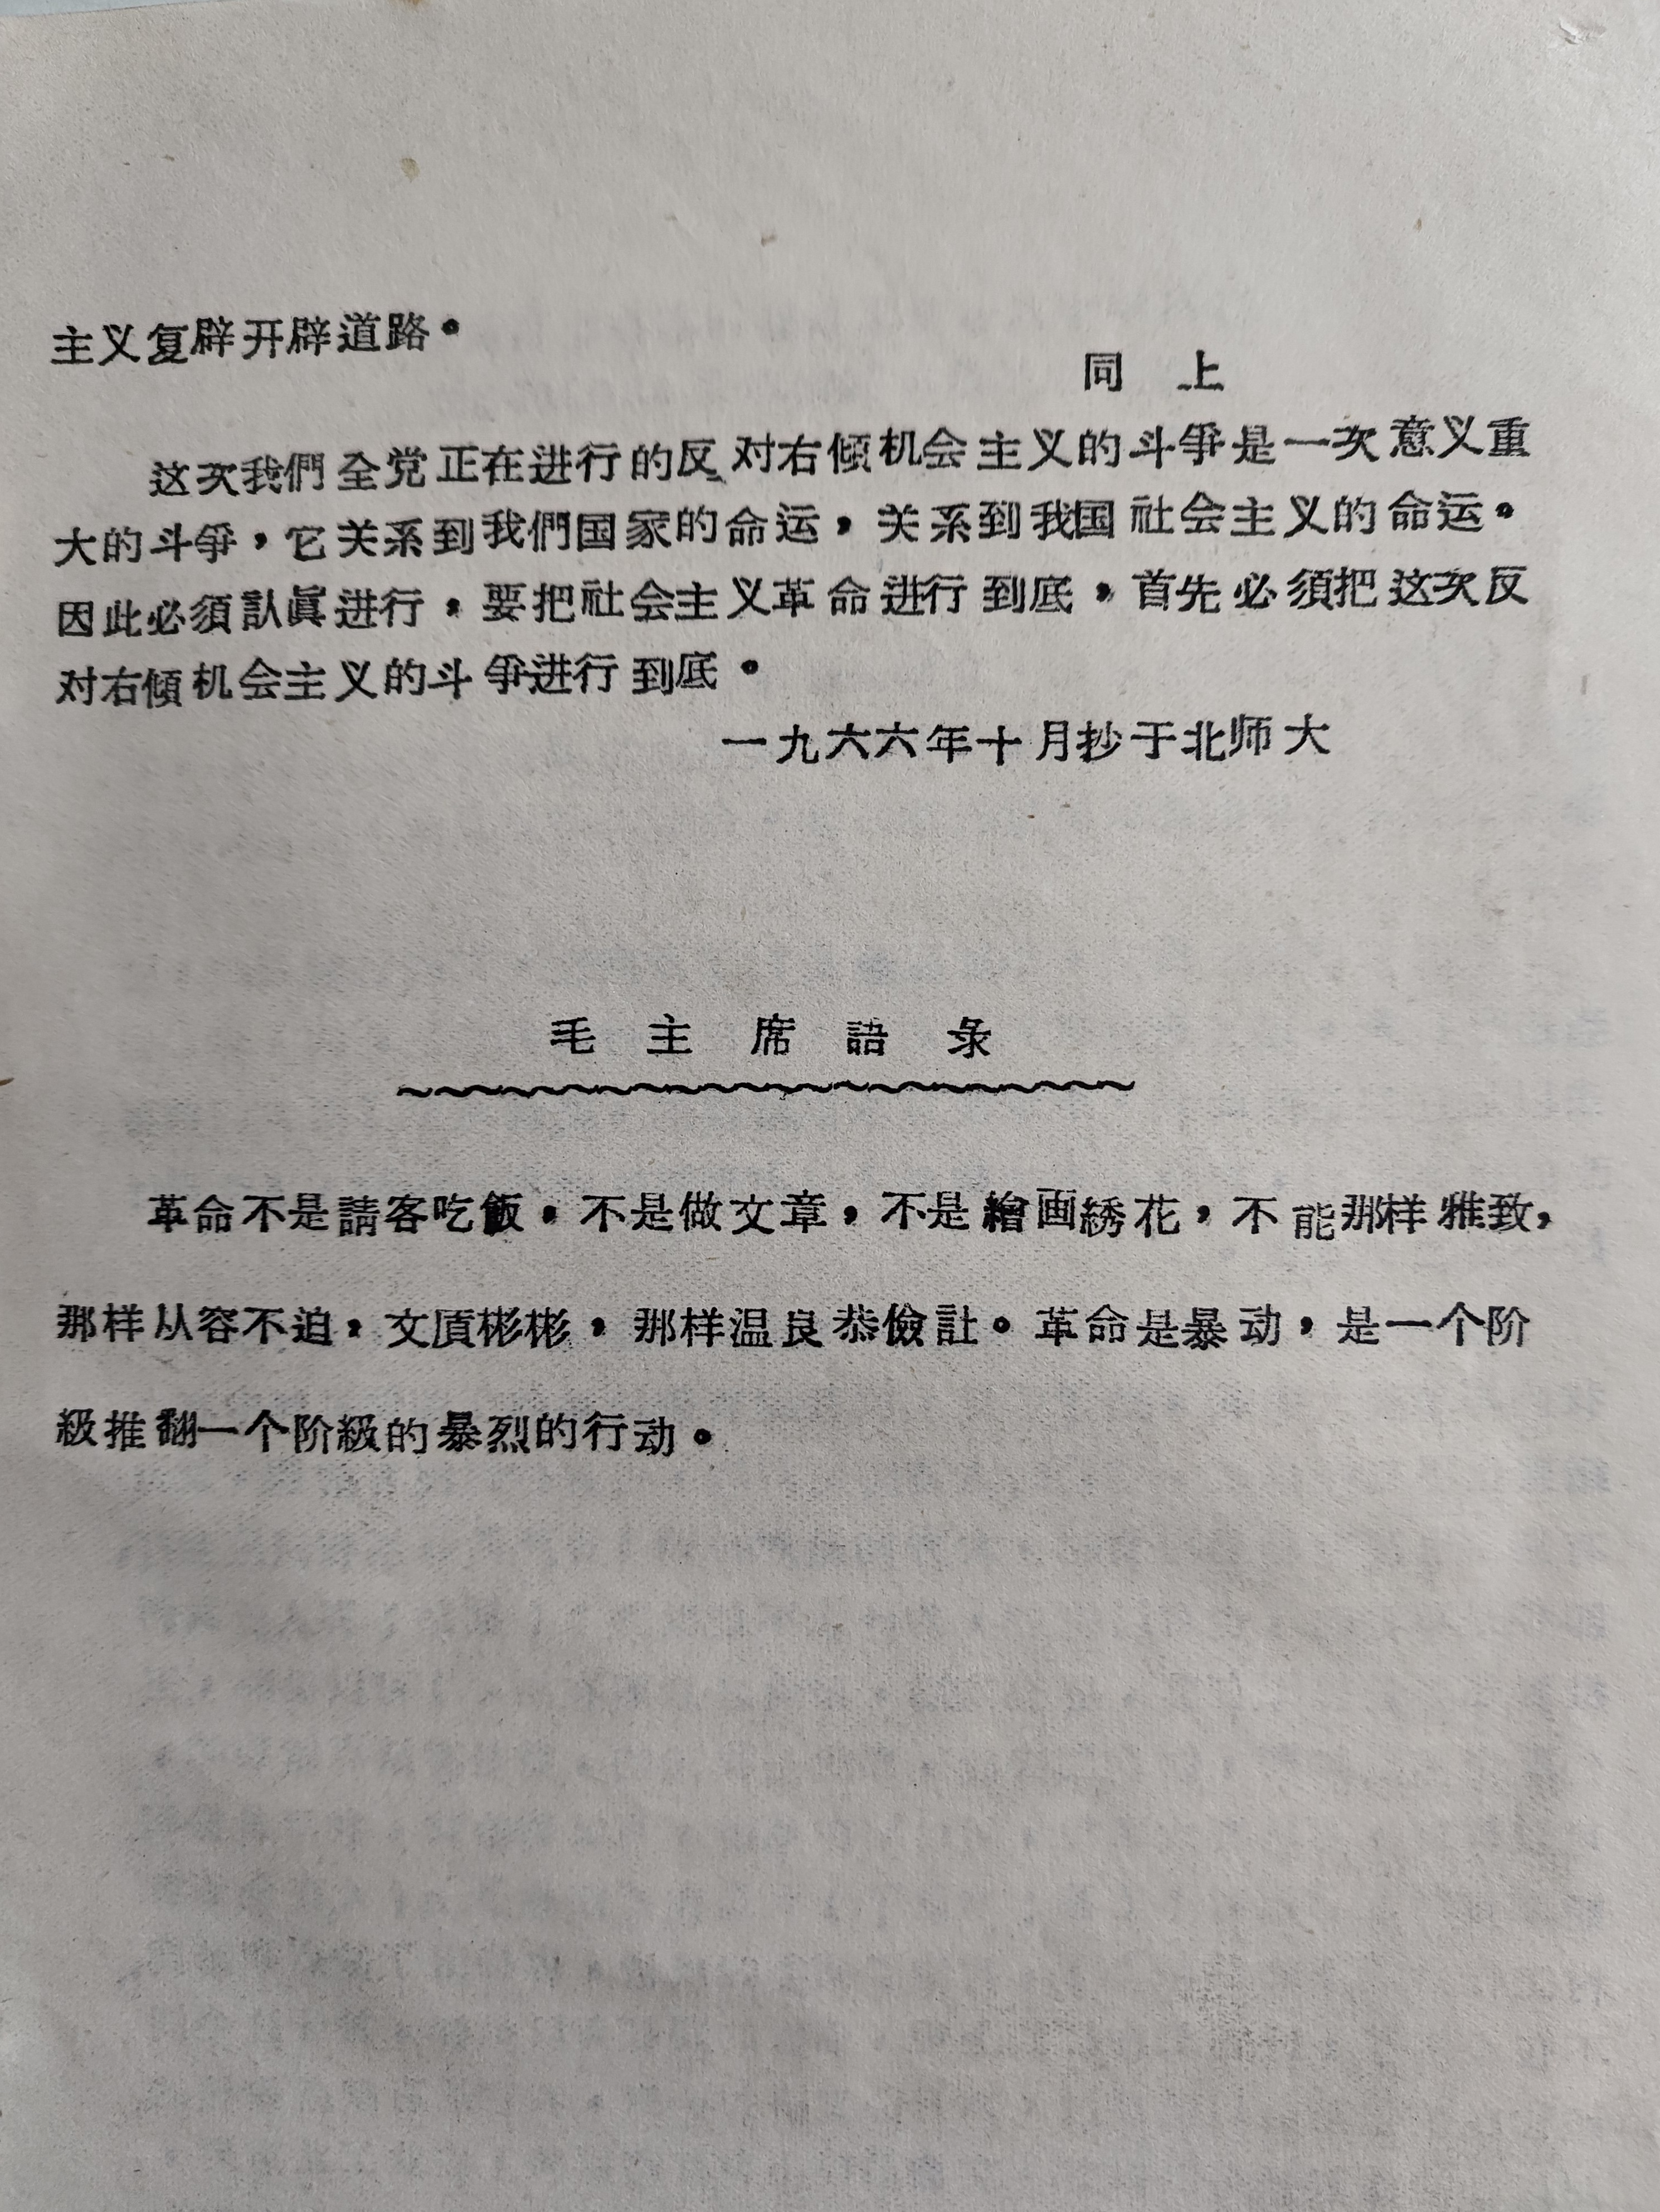 主义复辟开辟道路。
同 上
这次我們全党正在进行的反对右傾机会主义的斗爭是一次意义重
大的斗爭，它关系到我們国家的命运，关系到我国社会主义的命运。
因此必須認眞进行，要把社会主义革命进行到底，首先必須把这次反
对右傾机会主义的斗爭进行到底。
一九六六年十月抄于北师大
毛 主 席 語 彔
革命不是請客吃飯，不是做文章，不是繪画綉花，不能那样雅致，
那样从容不迫，文質彬彬，那样温良恭儉讓。革命是暴动，是一个阶
級推翻一个阶級的暴烈的行动。